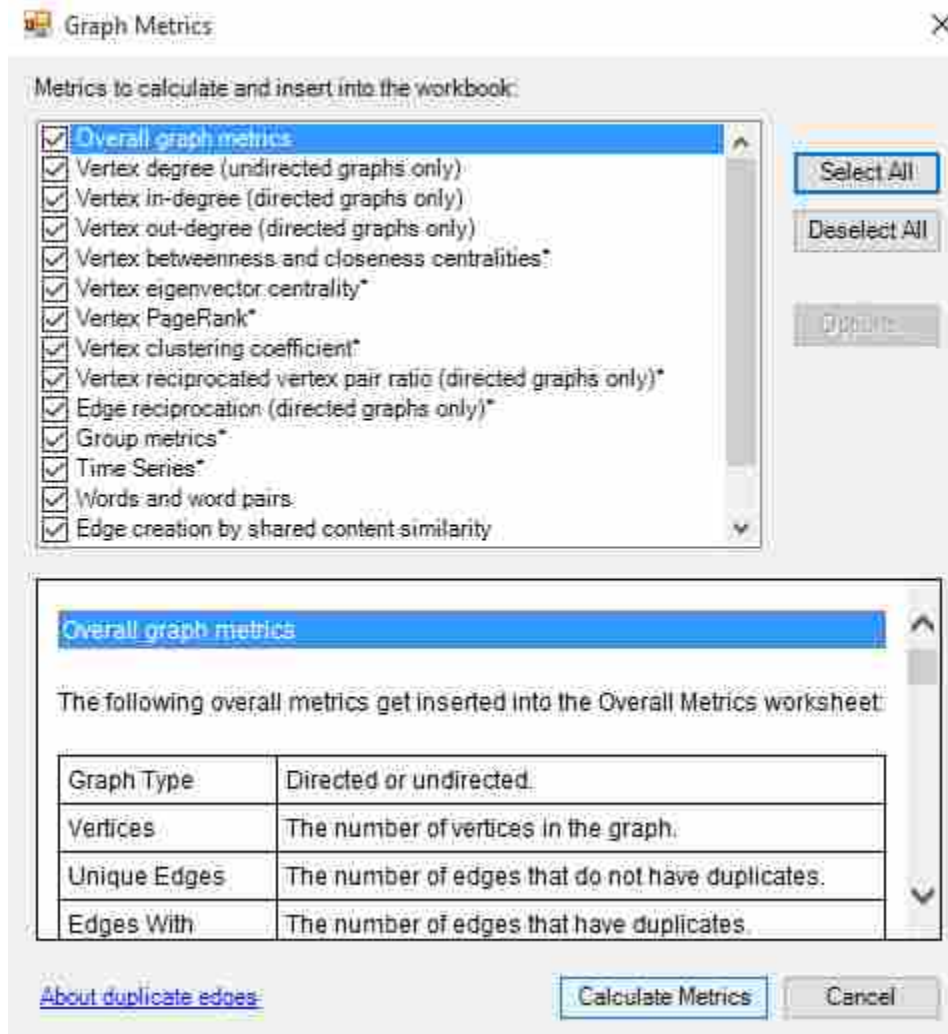 Graph Metrics
Metrics to calculate and insert into the workbook:
Overall graph metrics
Vertex degree (undirected graphs only)
Vertex in-degree (directed graphs only)
Vertex out-degree (directed graphs only)
Vertex betweenness and closeness centralities*
Vertex eigenvector centrality*
Vertex PageRank*
Vertex clustering coefficient*
Vertex reciprocated vertex pair ratio (directed graphs only)*
Edge reciprocation (directed graphs only)*
Group metrics*
Time Series*
Words and word pairs
Edge creation by shared content similarity
Select All
Deselect All
Options...
Overall graph metrics
The following overall metrics get inserted into the Overall Metrics worksheet:
Graph Type Directed or undirected.
Vertices The number of vertices in the graph.
Unique Edges The number of edges that do not have duplicates.
Edges With The number of edges that have duplicates.
About duplicate edges
Calculate Metrics
Cancel